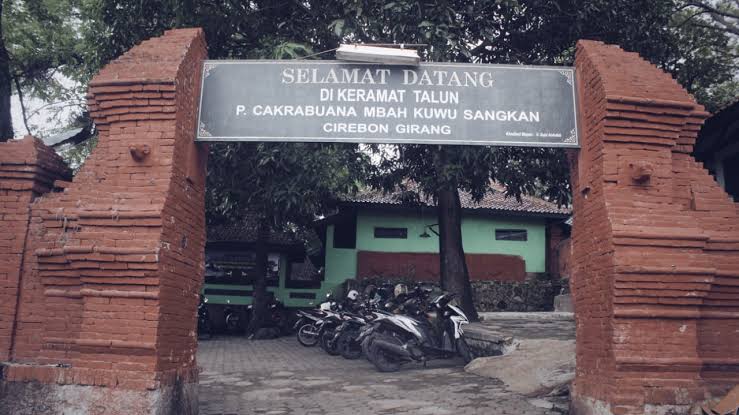 SELAMAT DATANG
DI KERAMAT TALUN
P. CAKRABUANA MBAH KUWU SANGKAN
CIREBON GIRANG